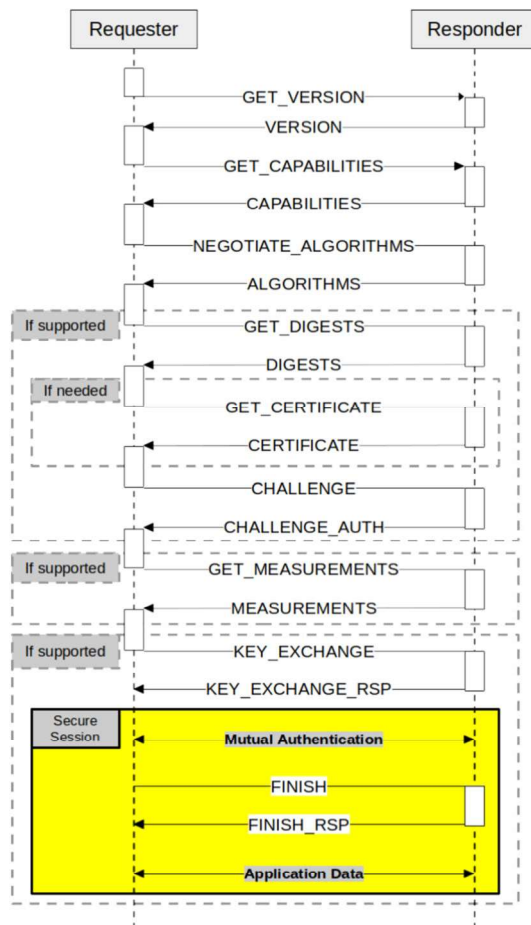 Requester
Responder
GET_VERSION
VERSION
GET_CAPABILITIES
CAPABILITIES
NEGOTIATE_ALGORITHMS
ALGORITHMS
If supported
GET_DIGESTS
DIGESTS
If needed
GET_CERTIFICATE
CERTIFICATE
CHALLENGE
CHALLENGE_AUTH
If supported
GET_MEASUREMENTS
MEASUREMENTS
If supported
KEY_EXCHANGE
KEY_EXCHANGE_RSP
Secure
Session
Mutual Authentication
FINISH
FINISH_RSP
Application Data